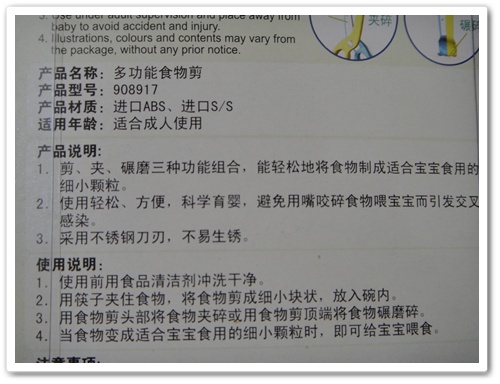 3. Use under adult supervision and place away from
baby to avoid accident and injury.
4. Illustrations, colours and contents may vary from
the package, without any prior notice.
夹碎
碾碎
产品名称：多功能食物剪
产品型号：908917
产品材质：进口ABS、进口S/S
适用年龄：适合成人使用
产品说明：
1. 剪、夹、碾磨三种功能组合，能轻松地将食物制成适合宝宝食用的
细小颗粒。
2. 使用轻松、方便，科学育婴，避免用嘴咬碎食物喂宝宝而引发交叉
感染。
3. 采用不锈钢刀刃，不易生锈。
使用说明：
1. 使用前用食品清洁剂冲洗干净。
2. 用筷子夹住食物，将食物剪成细小块状，放入碗内。
3. 用食物剪头部将食物夹碎或用食物剪顶端将食物碾磨碎。
4. 当食物变成适合宝宝食用的细小颗粒时，即可给宝宝喂食。
注意事项：